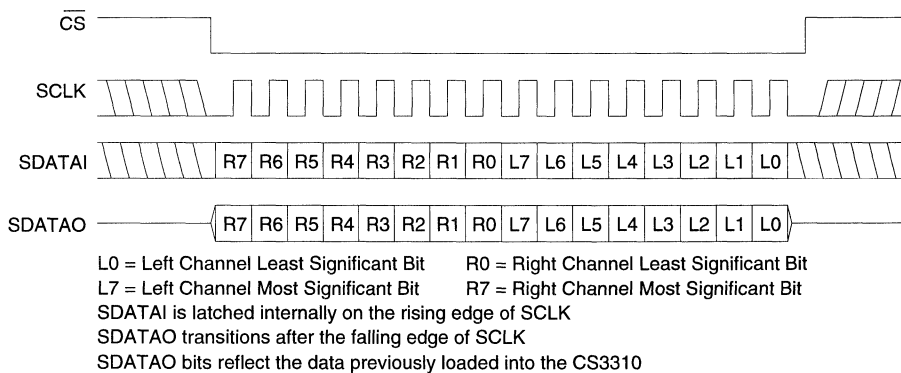 CS
SCLK
SDATAI R7 R6 R5 R4 R3 R2 R1 R0 L7 L6 L5 L4 L3 L2 L1 L0
SDATAO R7 R6 R5 R4 R3 R2 R1 R0 L7 L6 L5 L4 L3 L2 L1 L0
L0 = Left Channel Least Significant Bit R0 = Right Channel Least Significant Bit
L7 = Left Channel Most Significant Bit R7 = Right Channel Most Significant Bit
SDATAI is latched internally on the rising edge of SCLK
SDATAO transitions after the falling edge of SCLK
SDATAO bits reflect the data previously loaded into the CS3310